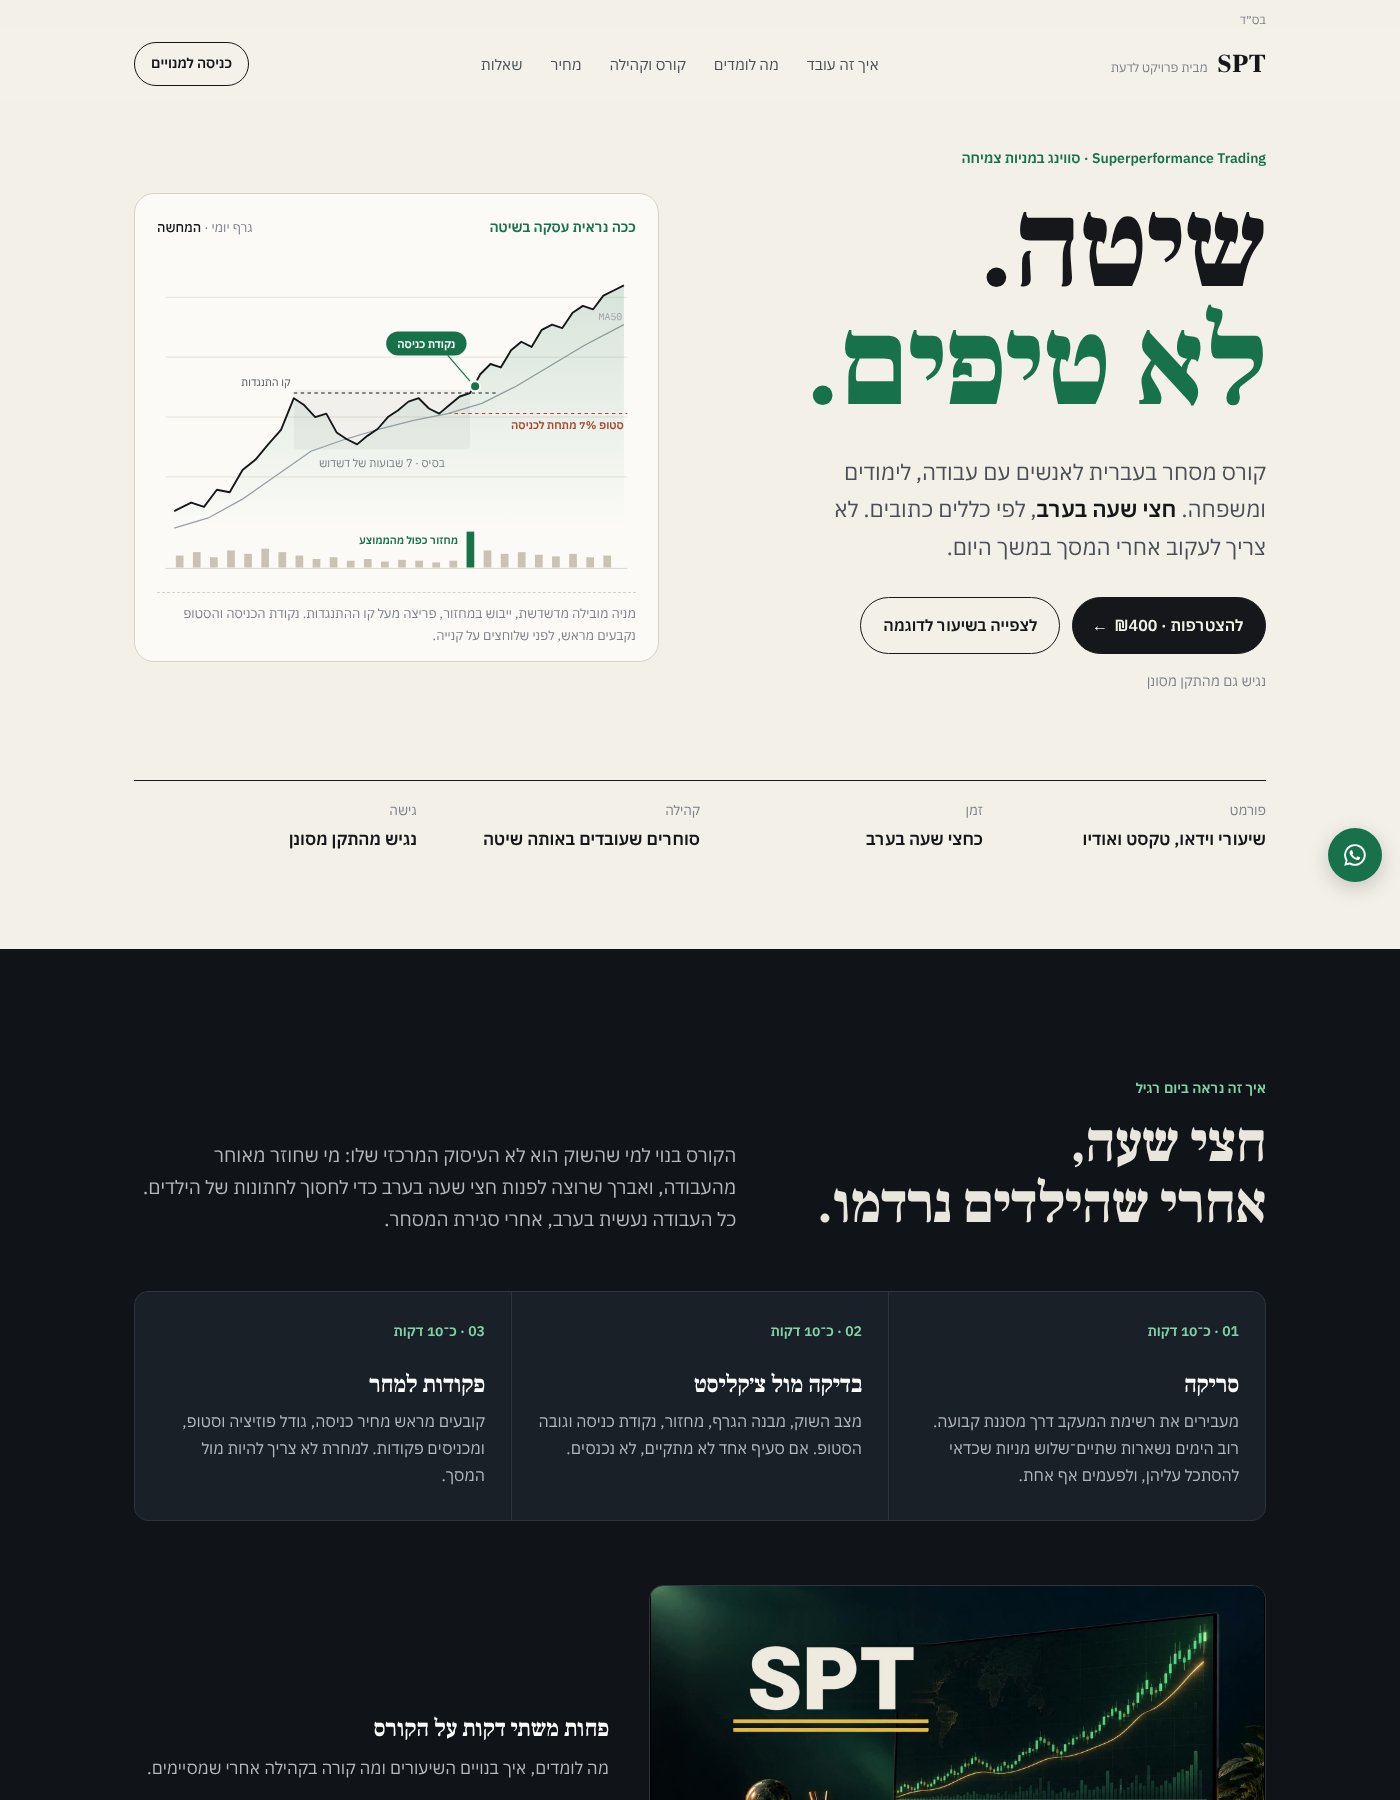 בס״ד
SPT מבית פרויקט לדעת
איך זה עובד
מה לומדים
קורס וקהילה
מחיר
שאלות
כניסה למנויים
Superperformance Trading · סווינג במניות צמיחה
שיטה.
לא טיפים.
קורס מסחר בעברית לאנשים עם עבודה, לימודים
ומשפחה. חצי שעה בערב, לפי כללים כתובים. לא
צריך לעקוב אחרי המסך במשך היום.
להצטרפות · 400₪ ←
לצפייה בשיעור לדוגמה
נגיש גם מהתקן מסונן
ככה נראית עסקה בשיטה
גרף יומי · המחשה
MA50
נקודת כניסה
קו התנגדות
סטופ 7% מתחת לכניסה
בסיס · 7 שבועות של דשדוש
מחזור כפול מהממוצע
מניה מובילה מדשדשת, ייבוש במחזור, פריצה מעל קו ההתנגדות. נקודת הכניסה והסטופ
נקבעים מראש, לפני שלוחצים על קנייה.
פורמט
שיעורי וידאו, טקסט ואודיו
זמן
כחצי שעה בערב
קהילה
סוחרים שעובדים באותה שיטה
גישה
נגיש מהתקן מסונן
איך זה נראה ביום רגיל
חצי שעה,
אחרי שהילדים נרדמו.
הקורס בנוי למי שהשוק הוא לא העיסוק המרכזי שלו: מי שחוזר מאוחר
מהעבודה, ואברך שרוצה לפנות חצי שעה בערב כדי לחסוך לחתונות של הילדים.
כל העבודה נעשית בערב, אחרי סגירת המסחר.
01 · כ־10 דקות
סריקה
מעבירים את רשימת המעקב דרך מסננת קבועה.
רוב הימים נשארות שתיים־שלוש מניות שכדאי
להסתכל עליהן, ולפעמים אף אחת.
02 · כ־10 דקות
בדיקה מול צ׳קליסט
מצב השוק, מבנה הגרף, מחזור, נקודת כניסה וגובה
הסטופ. אם סעיף אחד לא מתקיים, לא נכנסים.
03 · כ־10 דקות
פקודות למחר
קובעים מראש מחיר כניסה, גודל פוזיציה וסטופ,
ומכניסים פקודות. למחרת לא צריך להיות מול
המסך.
SPT
פחות משתי דקות על הקורס
מה לומדים, איך בנויים השיעורים ומה קורה בקהילה אחרי שמסיימים.